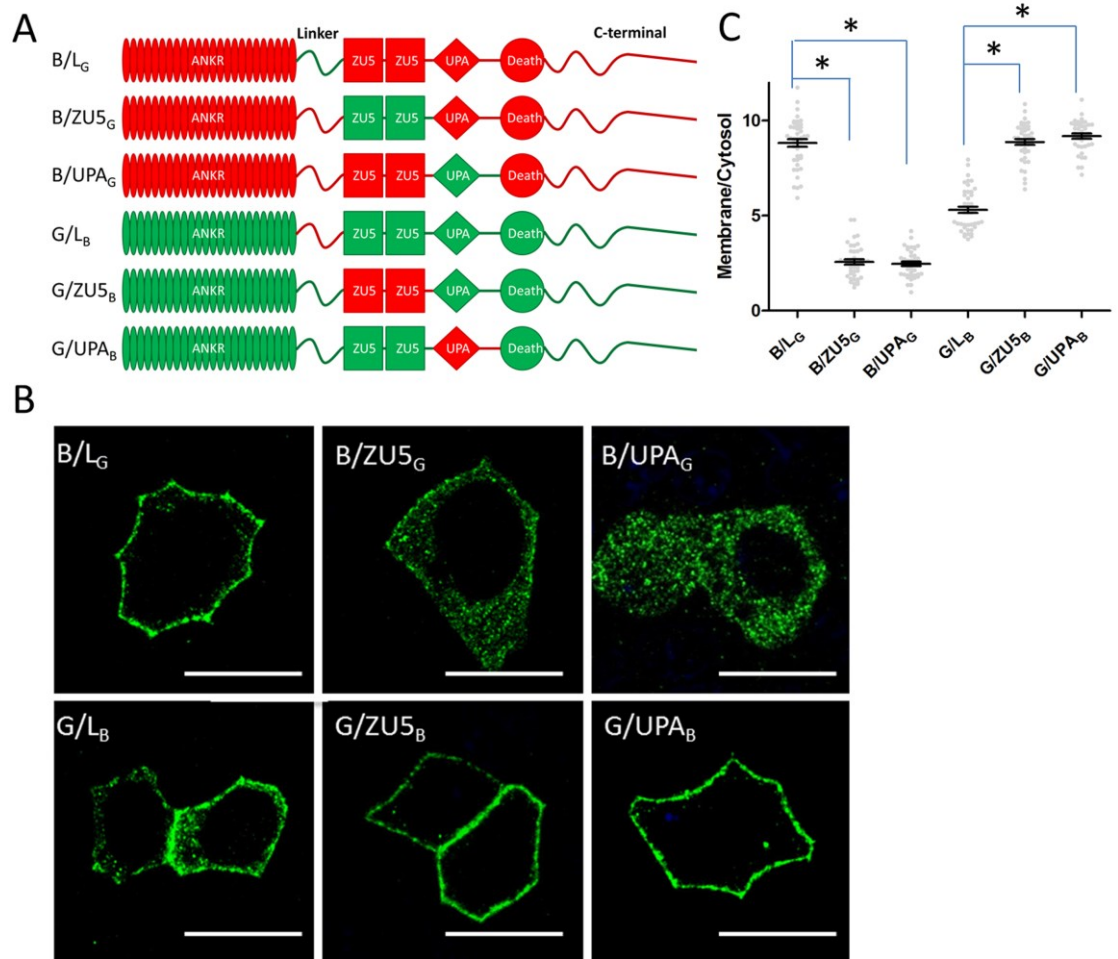 A
Linker
C-terminal
B/LG ANKR ZU5 ZU5 UPA Death
B/ZU5G ANKR ZU5 ZU5 UPA Death
B/UPAG ANKR ZU5 ZU5 UPA Death
G/LB ANKR ZU5 ZU5 UPA Death
G/ZU5B ANKR ZU5 ZU5 UPA Death
G/UPAB ANKR ZU5 ZU5 UPA Death
C
*
*
*
*
Membrane/Cytosol
10
5
0
B/LG
B/ZU5G
B/UPAG
G/LB
G/ZU5B
G/UPAB
B
B/LG
B/ZU5G
B/UPAG
G/LB
G/ZU5B
G/UPAB